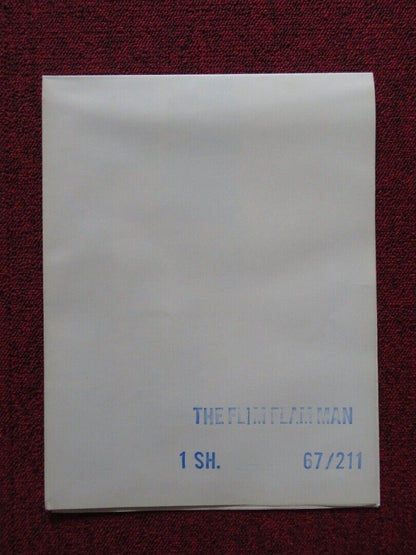 THE FLIM FLAM MAN
1 SH. 67/211